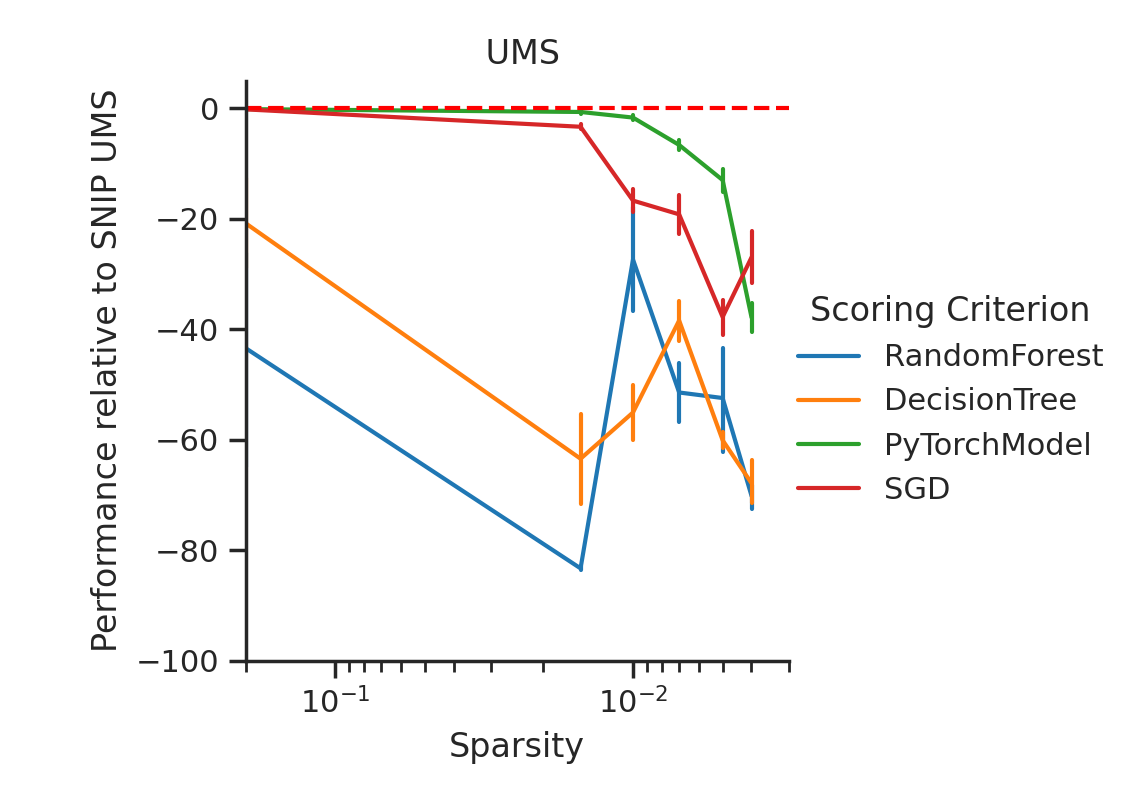 UMS
Performance relative to SNIP UMS
0
−20
−40
−60
−80
−100
10⁻¹
10⁻²
Sparsity
Scoring Criterion
RandomForest
DecisionTree
PyTorchModel
SGD